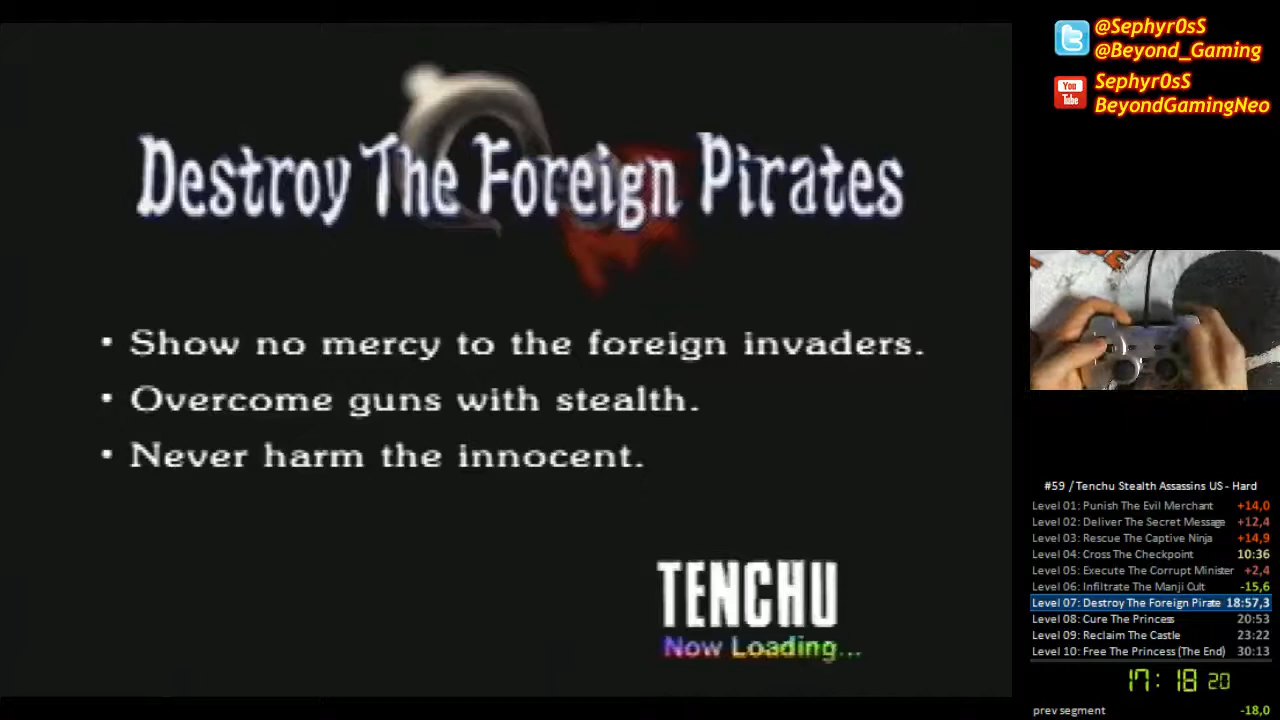 @Sephyr0sS
@Beyond_Gaming
You Tube
Sephyr0sS
BeyondGamingNeo
Destroy The Foreign Pirates
• Show no mercy to the foreign invaders.
• Overcome guns with stealth.
• Never harm the innocent.
TENCHU
Now Loading...
#59 / Tenchu Stealth Assassins US - Hard
Level 01: Punish The Evil Merchant +14,0
Level 02: Deliver The Secret Message +12,4
Level 03: Rescue The Captive Ninja +14,9
Level 04: Cross The Checkpoint 10:36
Level 05: Execute The Corrupt Minister +2,4
Level 06: Infiltrate The Manji Cult -15,6
Level 07: Destroy The Foreign Pirate 18:57,3
Level 08: Cure The Princess 20:53
Level 09: Reclaim The Castle 23:22
Level 10: Free The Princess (The End) 30:13
17:18 20
prev segment -18,0